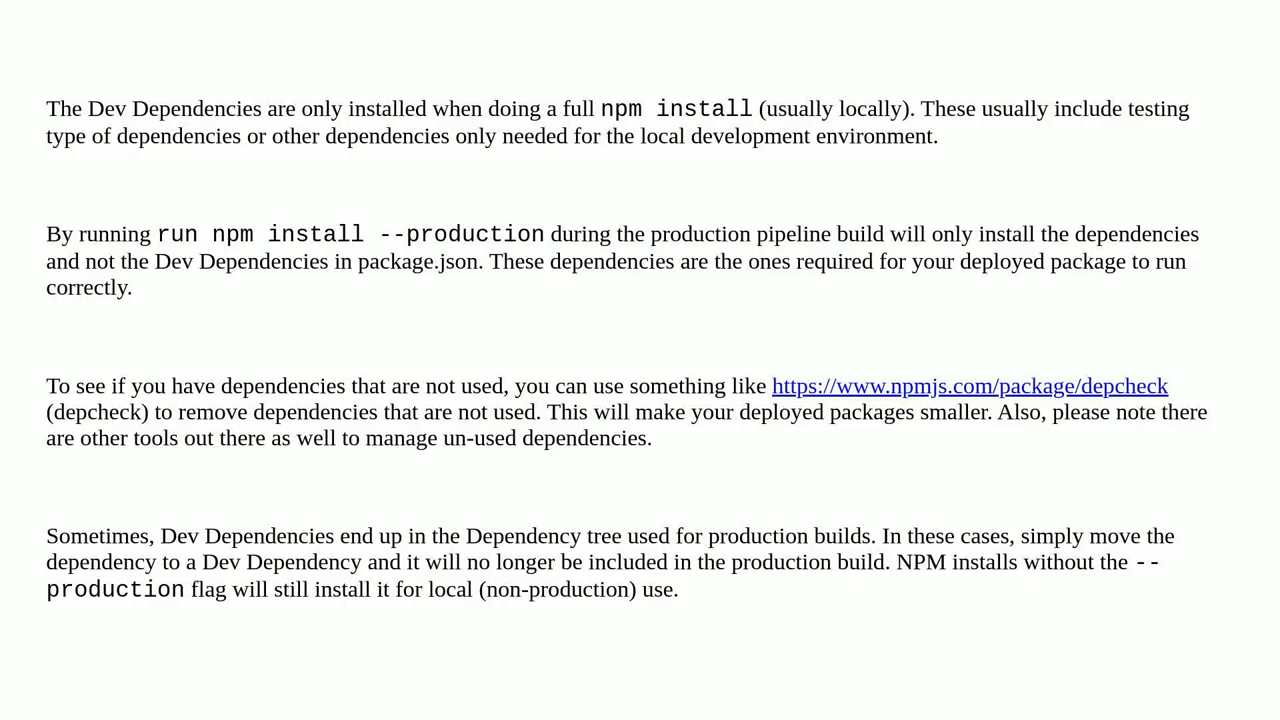 The Dev Dependencies are only installed when doing a full npm install (usually locally). These usually include testing
type of dependencies or other dependencies only needed for the local development environment.
By running run npm install --production during the production pipeline build will only install the dependencies
and not the Dev Dependencies in package.json. These dependencies are the ones required for your deployed package to run
correctly.
To see if you have dependencies that are not used, you can use something like https://www.npmjs.com/package/depcheck
(depcheck) to remove dependencies that are not used. This will make your deployed packages smaller. Also, please note there
are other tools out there as well to manage un-used dependencies.
Sometimes, Dev Dependencies end up in the Dependency tree used for production builds. In these cases, simply move the
dependency to a Dev Dependency and it will no longer be included in the production build. NPM installs without the --
production flag will still install it for local (non-production) use.